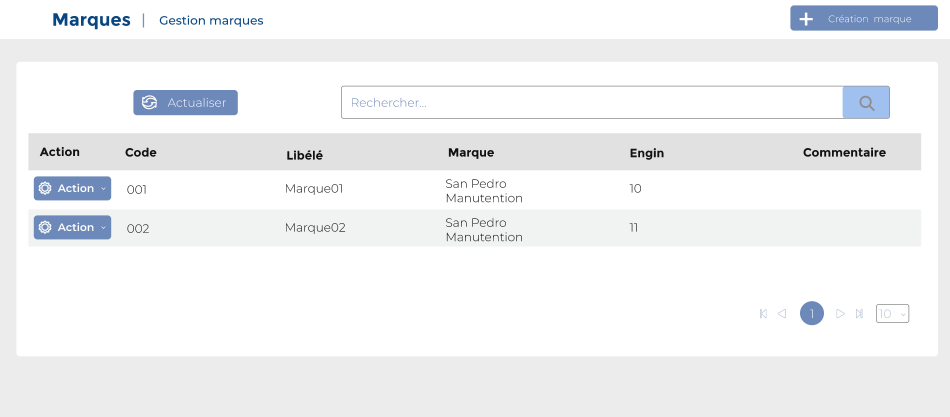 Marques | Gestion marques
Création marque
Actualiser
Rechercher...
Action Code Libélé Marque Engin Commentaire
Action 001 Marque01 San Pedro Manutention 10
Action 002 Marque02 San Pedro Manutention 11
1 10